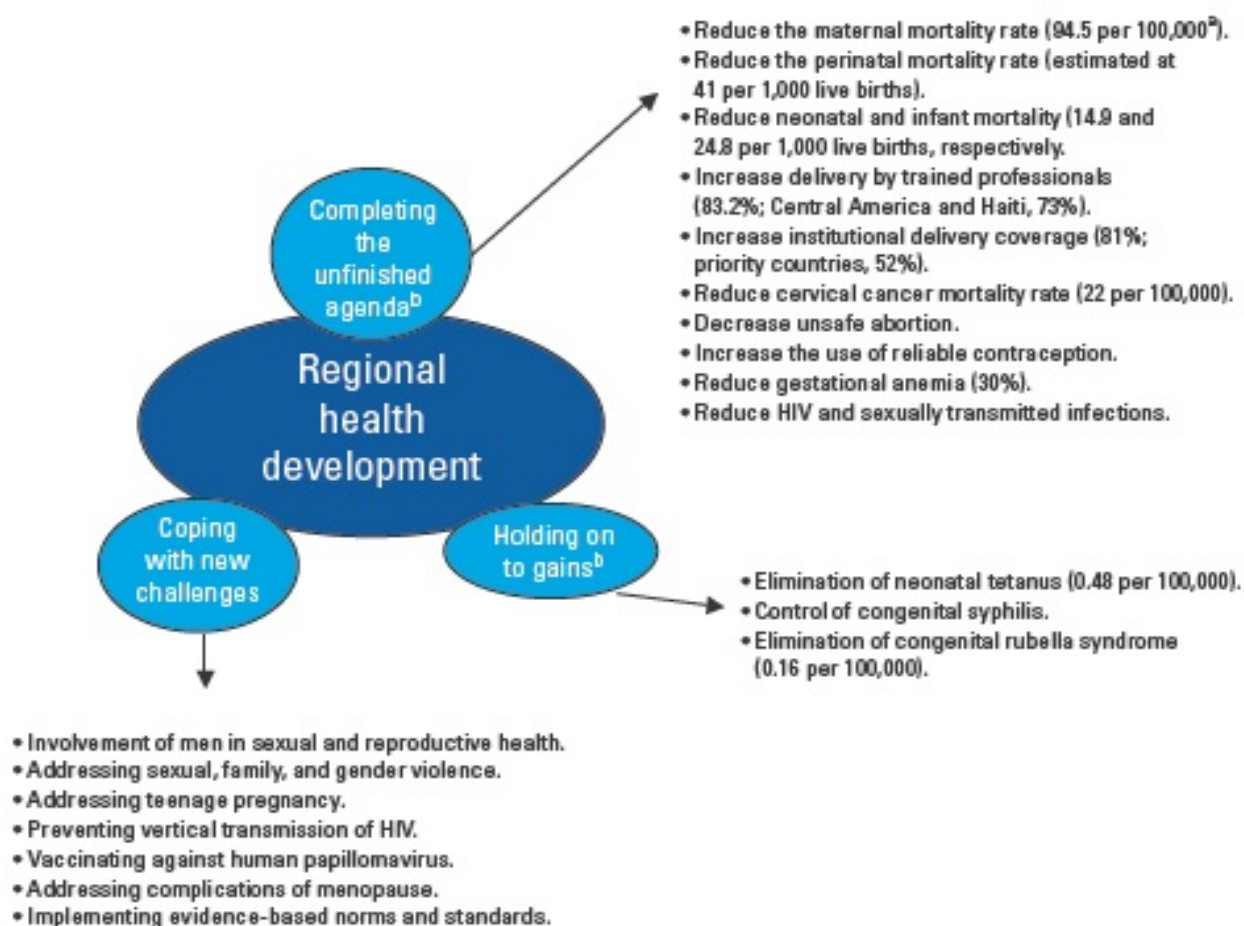 • Reduce the maternal mortality rate (94.5 per 100,000ª).
• Reduce the perinatal mortality rate (estimated at
41 per 1,000 live births).
• Reduce neonatal and infant mortality (14.9 and
24.8 per 1,000 live births, respectively.
• Increase delivery by trained professionals
(83.2%; Central America and Haiti, 73%).
• Increase institutional delivery coverage (81%;
priority countries, 52%).
• Reduce cervical cancer mortality rate (22 per 100,000).
• Decrease unsafe abortion.
• Increase the use of reliable contraception.
• Reduce gestational anemia (30%).
• Reduce HIV and sexually transmitted infections.
Completing
the
unfinished
agendaᵇ
Regional
health
development
Coping
with new
challenges
Holding on
to gainsᵇ
• Elimination of neonatal tetanus (0.48 per 100,000).
• Control of congenital syphilis.
• Elimination of congenital rubella syndrome
(0.16 per 100,000).
• Involvement of men in sexual and reproductive health.
• Addressing sexual, family, and gender violence.
• Addressing teenage pregnancy.
• Preventing vertical transmission of HIV.
• Vaccinating against human papillomavirus.
• Addressing complications of menopause.
• Implementing evidence-based norms and standards.